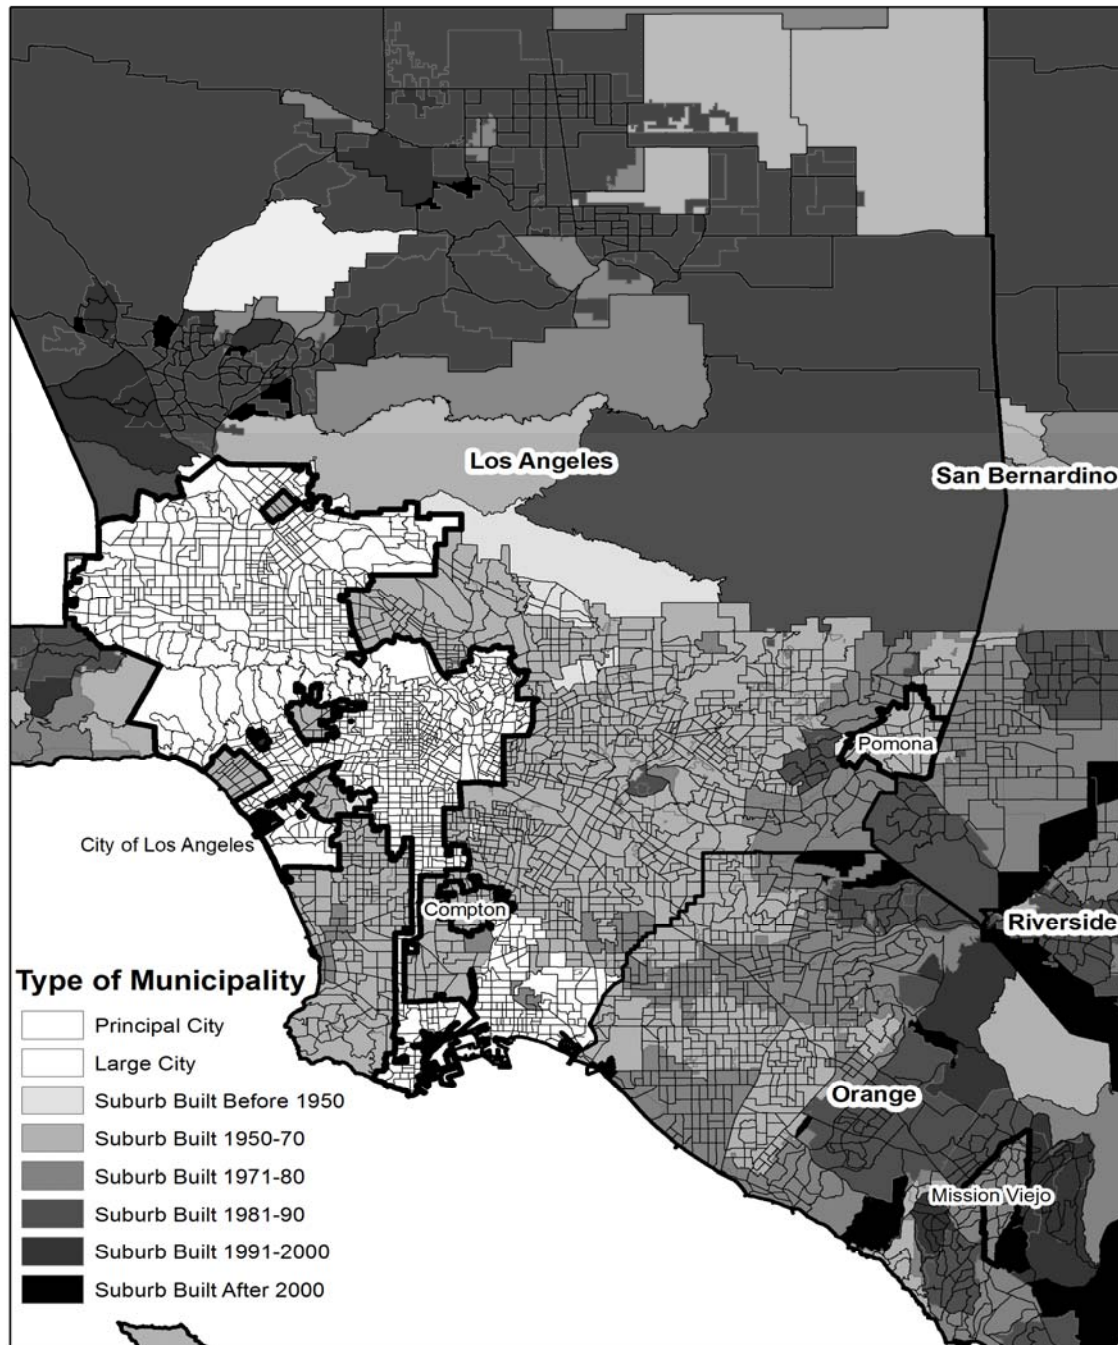 Los Angeles
San Bernardino
Pomona
City of Los Angeles
Compton
Riverside
Type of Municipality
Principal City
Large City
Suburb Built Before 1950
Suburb Built 1950-70
Suburb Built 1971-80
Suburb Built 1981-90
Suburb Built 1991-2000
Suburb Built After 2000
Orange
Mission Viejo